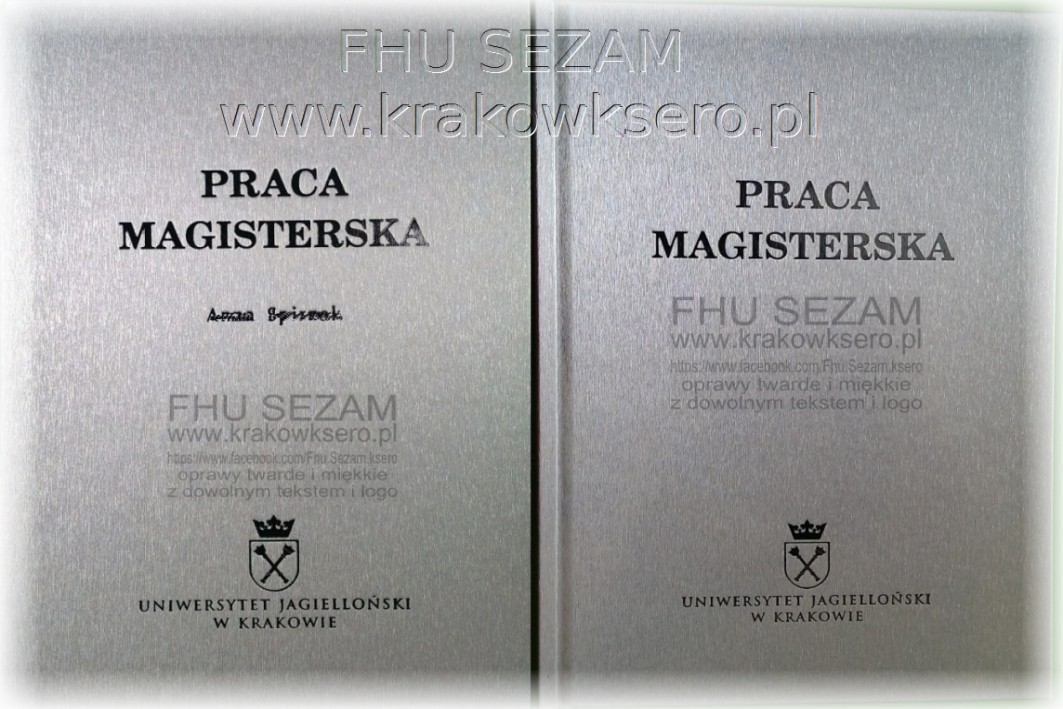 FHU SEZAM
www.krakowksero.pl
PRACA
MAGISTERSKA
FHU SEZAM
www.krakowksero.pl
https://www.facebook.com/Fhu.Sezam.ksero
oprawy twarde i miękkie
z dowolnym tekstem i logo
UNIWERSYTET JAGIELLOŃSKI
W KRAKOWIE
PRACA
MAGISTERSKA
FHU SEZAM
www.krakowksero.pl
https://www.facebook.com/Fhu.Sezam.ksero
oprawy twarde i miękkie
z dowolnym tekstem i logo
UNIWERSYTET JAGIELLOŃSKI
W KRAKOWIE